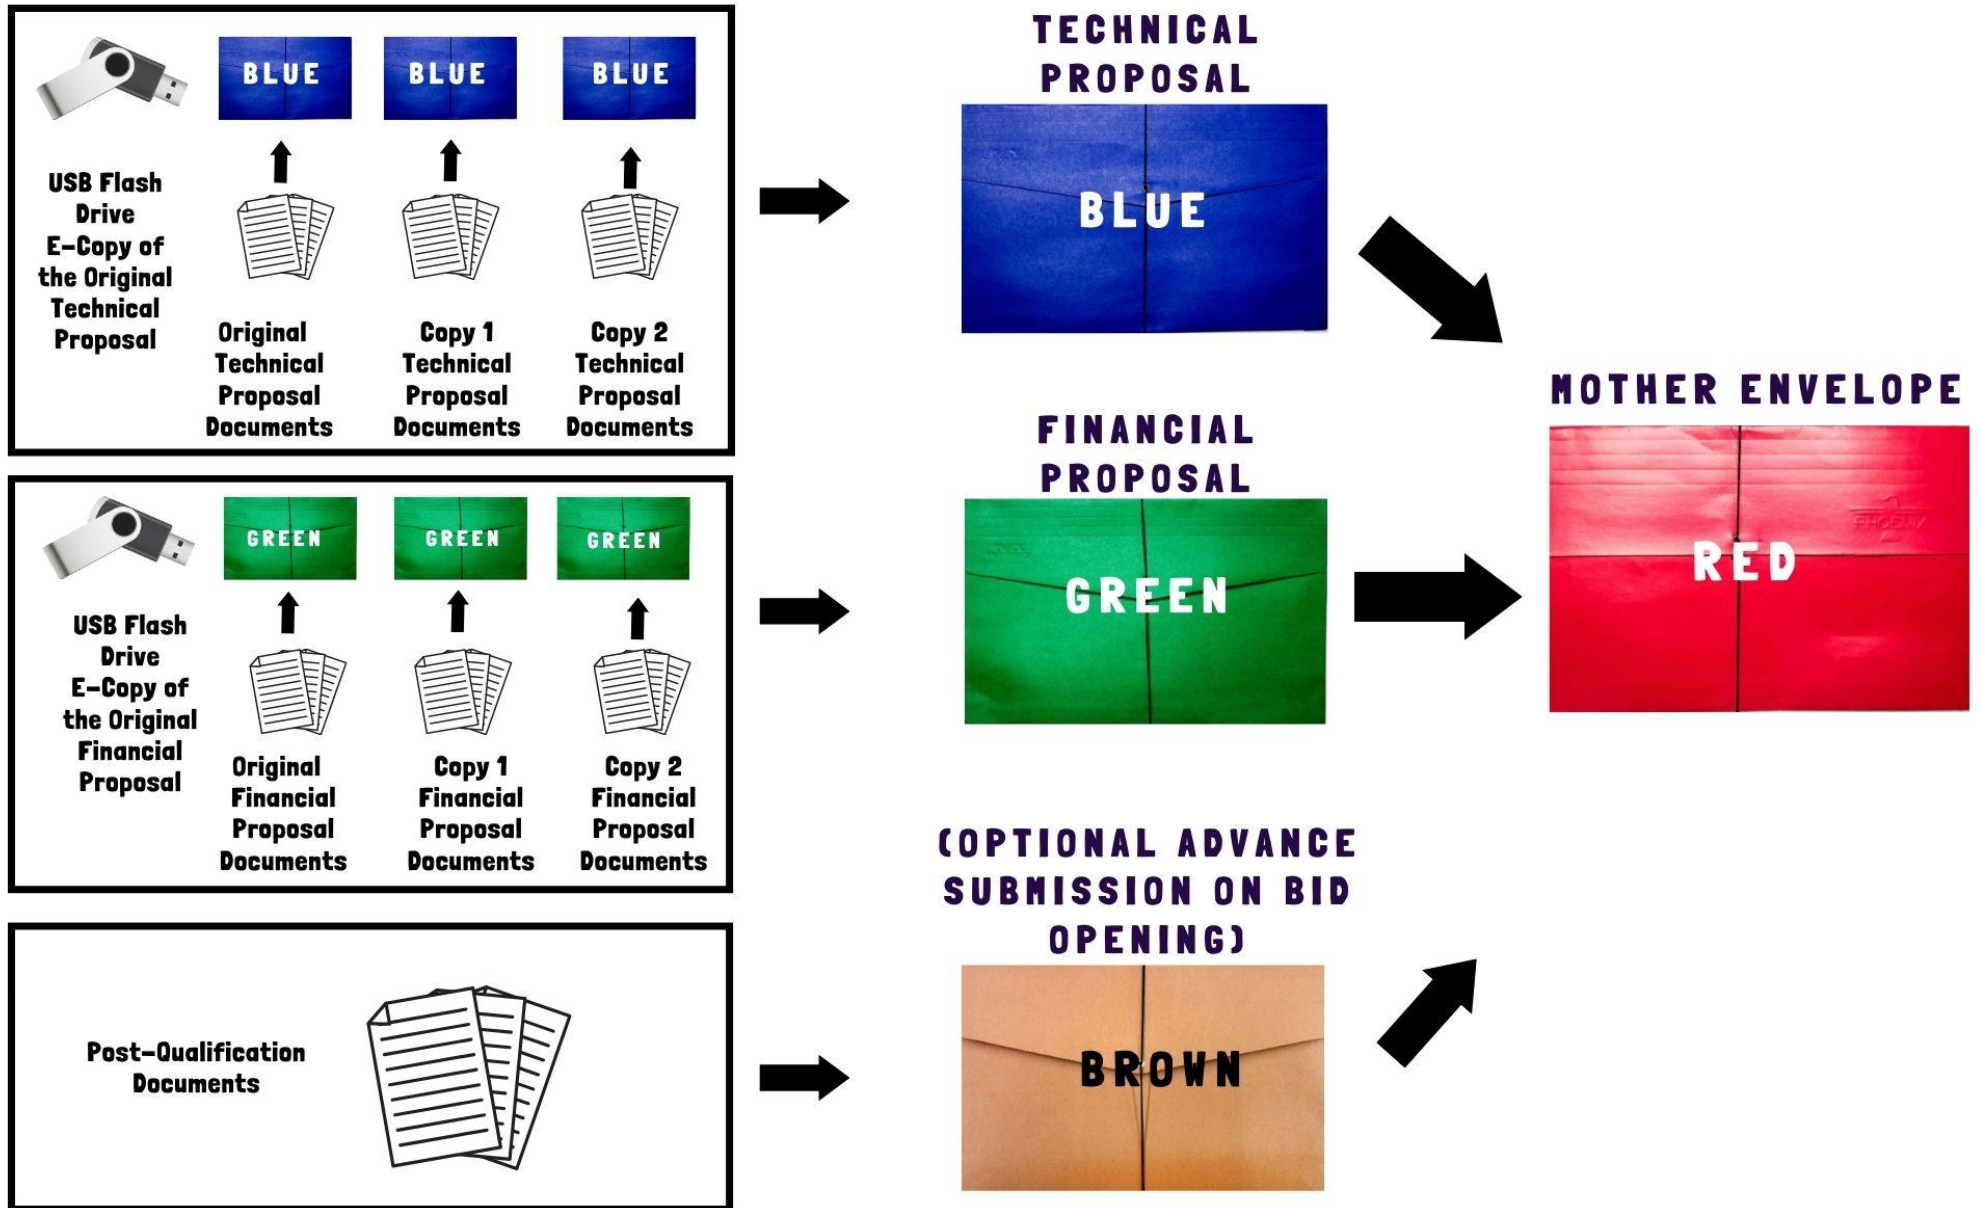 BLUE
BLUE
BLUE
USB Flash
Drive
E-Copy of
the Original
Technical
Proposal
Original
Technical
Proposal
Documents
Copy 1
Technical
Proposal
Documents
Copy 2
Technical
Proposal
Documents
TECHNICAL
PROPOSAL
BLUE
GREEN
GREEN
GREEN
USB Flash
Drive
E-Copy of
the Original
Financial
Proposal
Original
Financial
Proposal
Documents
Copy 1
Financial
Proposal
Documents
Copy 2
Financial
Proposal
Documents
FINANCIAL
PROPOSAL
GREEN
MOTHER ENVELOPE
PHOENIX
RED
Post-Qualification
Documents
(OPTIONAL ADVANCE
SUBMISSION ON BID
OPENING)
BROWN